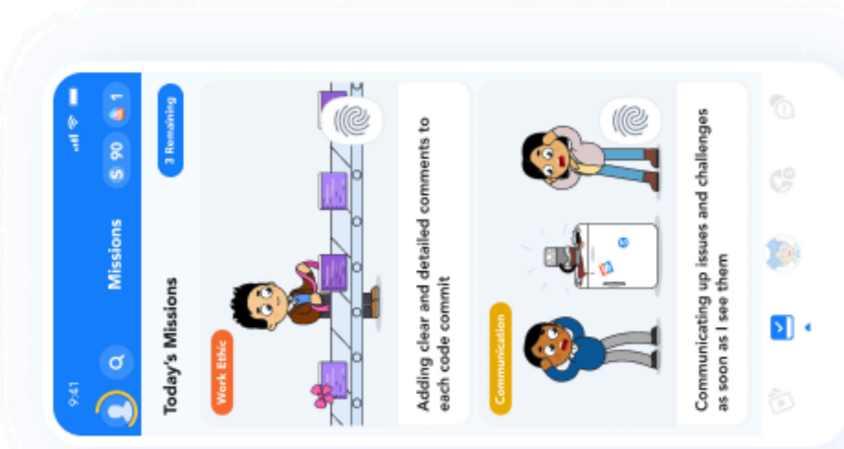 9:41
Missions
$ 90
1
Today's Missions
3 Remaining
Work Ethic
Adding clear and detailed comments to
each code commit
Communication
Communicating up issues and challenges
as soon as I see them